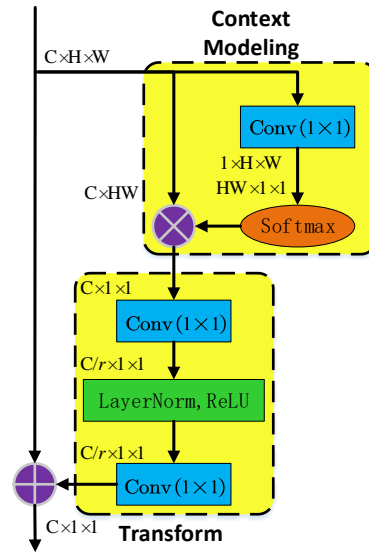 Context
Modeling
C×H×W
Conv(1×1)
1×H×W
HW×1×1
C×HW
Softmax
C×1×1
Conv(1×1)
C/r×1×1
LayerNorm,ReLU
C/r×1×1
Conv(1×1)
C×1×1
Transform